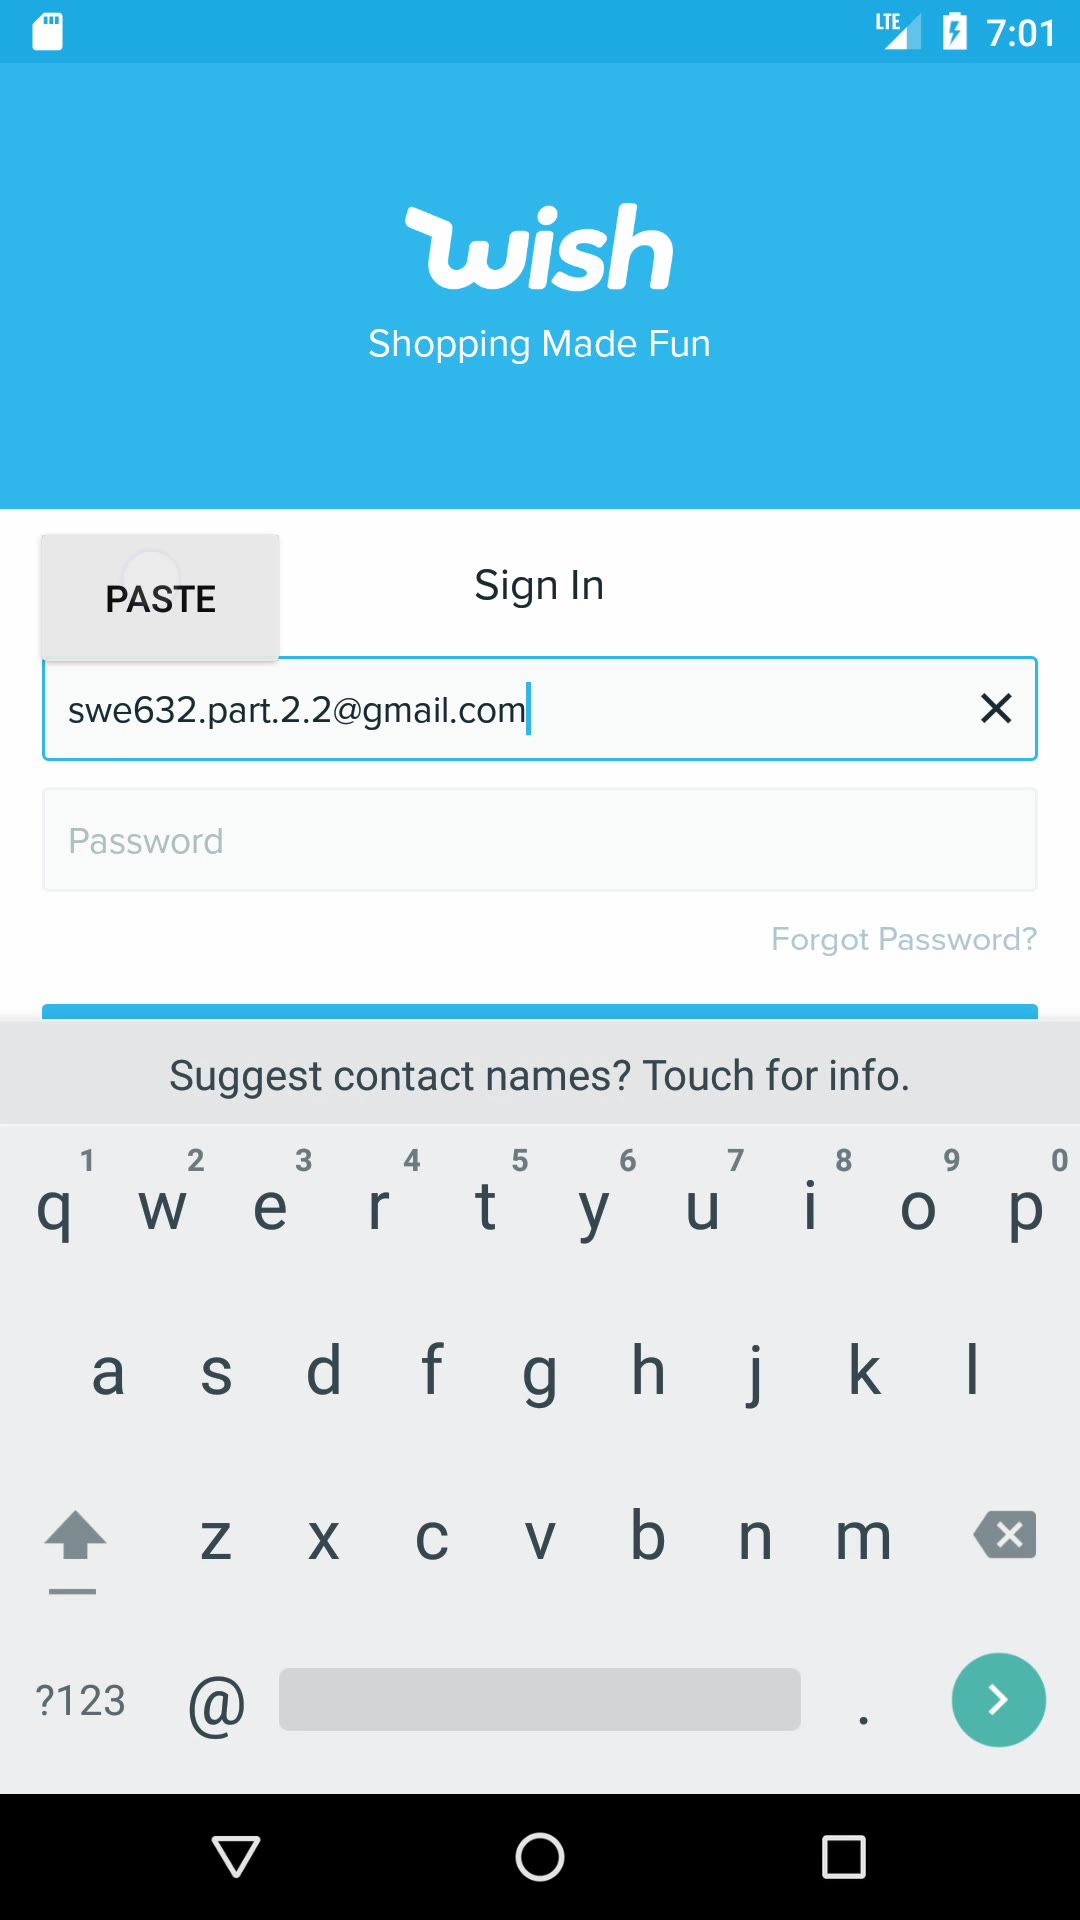 LTE 7:01
wish
Shopping Made Fun
PASTE
Sign In
swe632.part.2.2@gmail.com
Password
Forgot Password?
Suggest contact names? Touch for info.
1 2 3 4 5 6 7 8 9 0
q w e r t y u i o p
a s d f g h j k l
z x c v b n m
?123 @ .